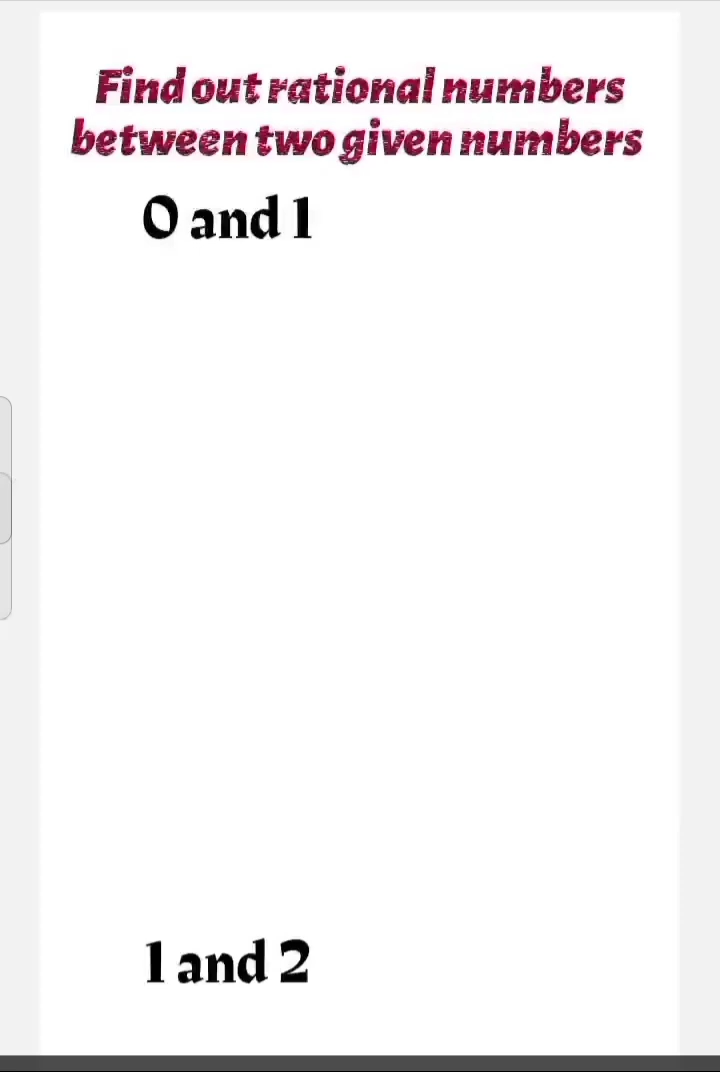 Find out rational numbers
between two given numbers
0 and 1
1 and 2